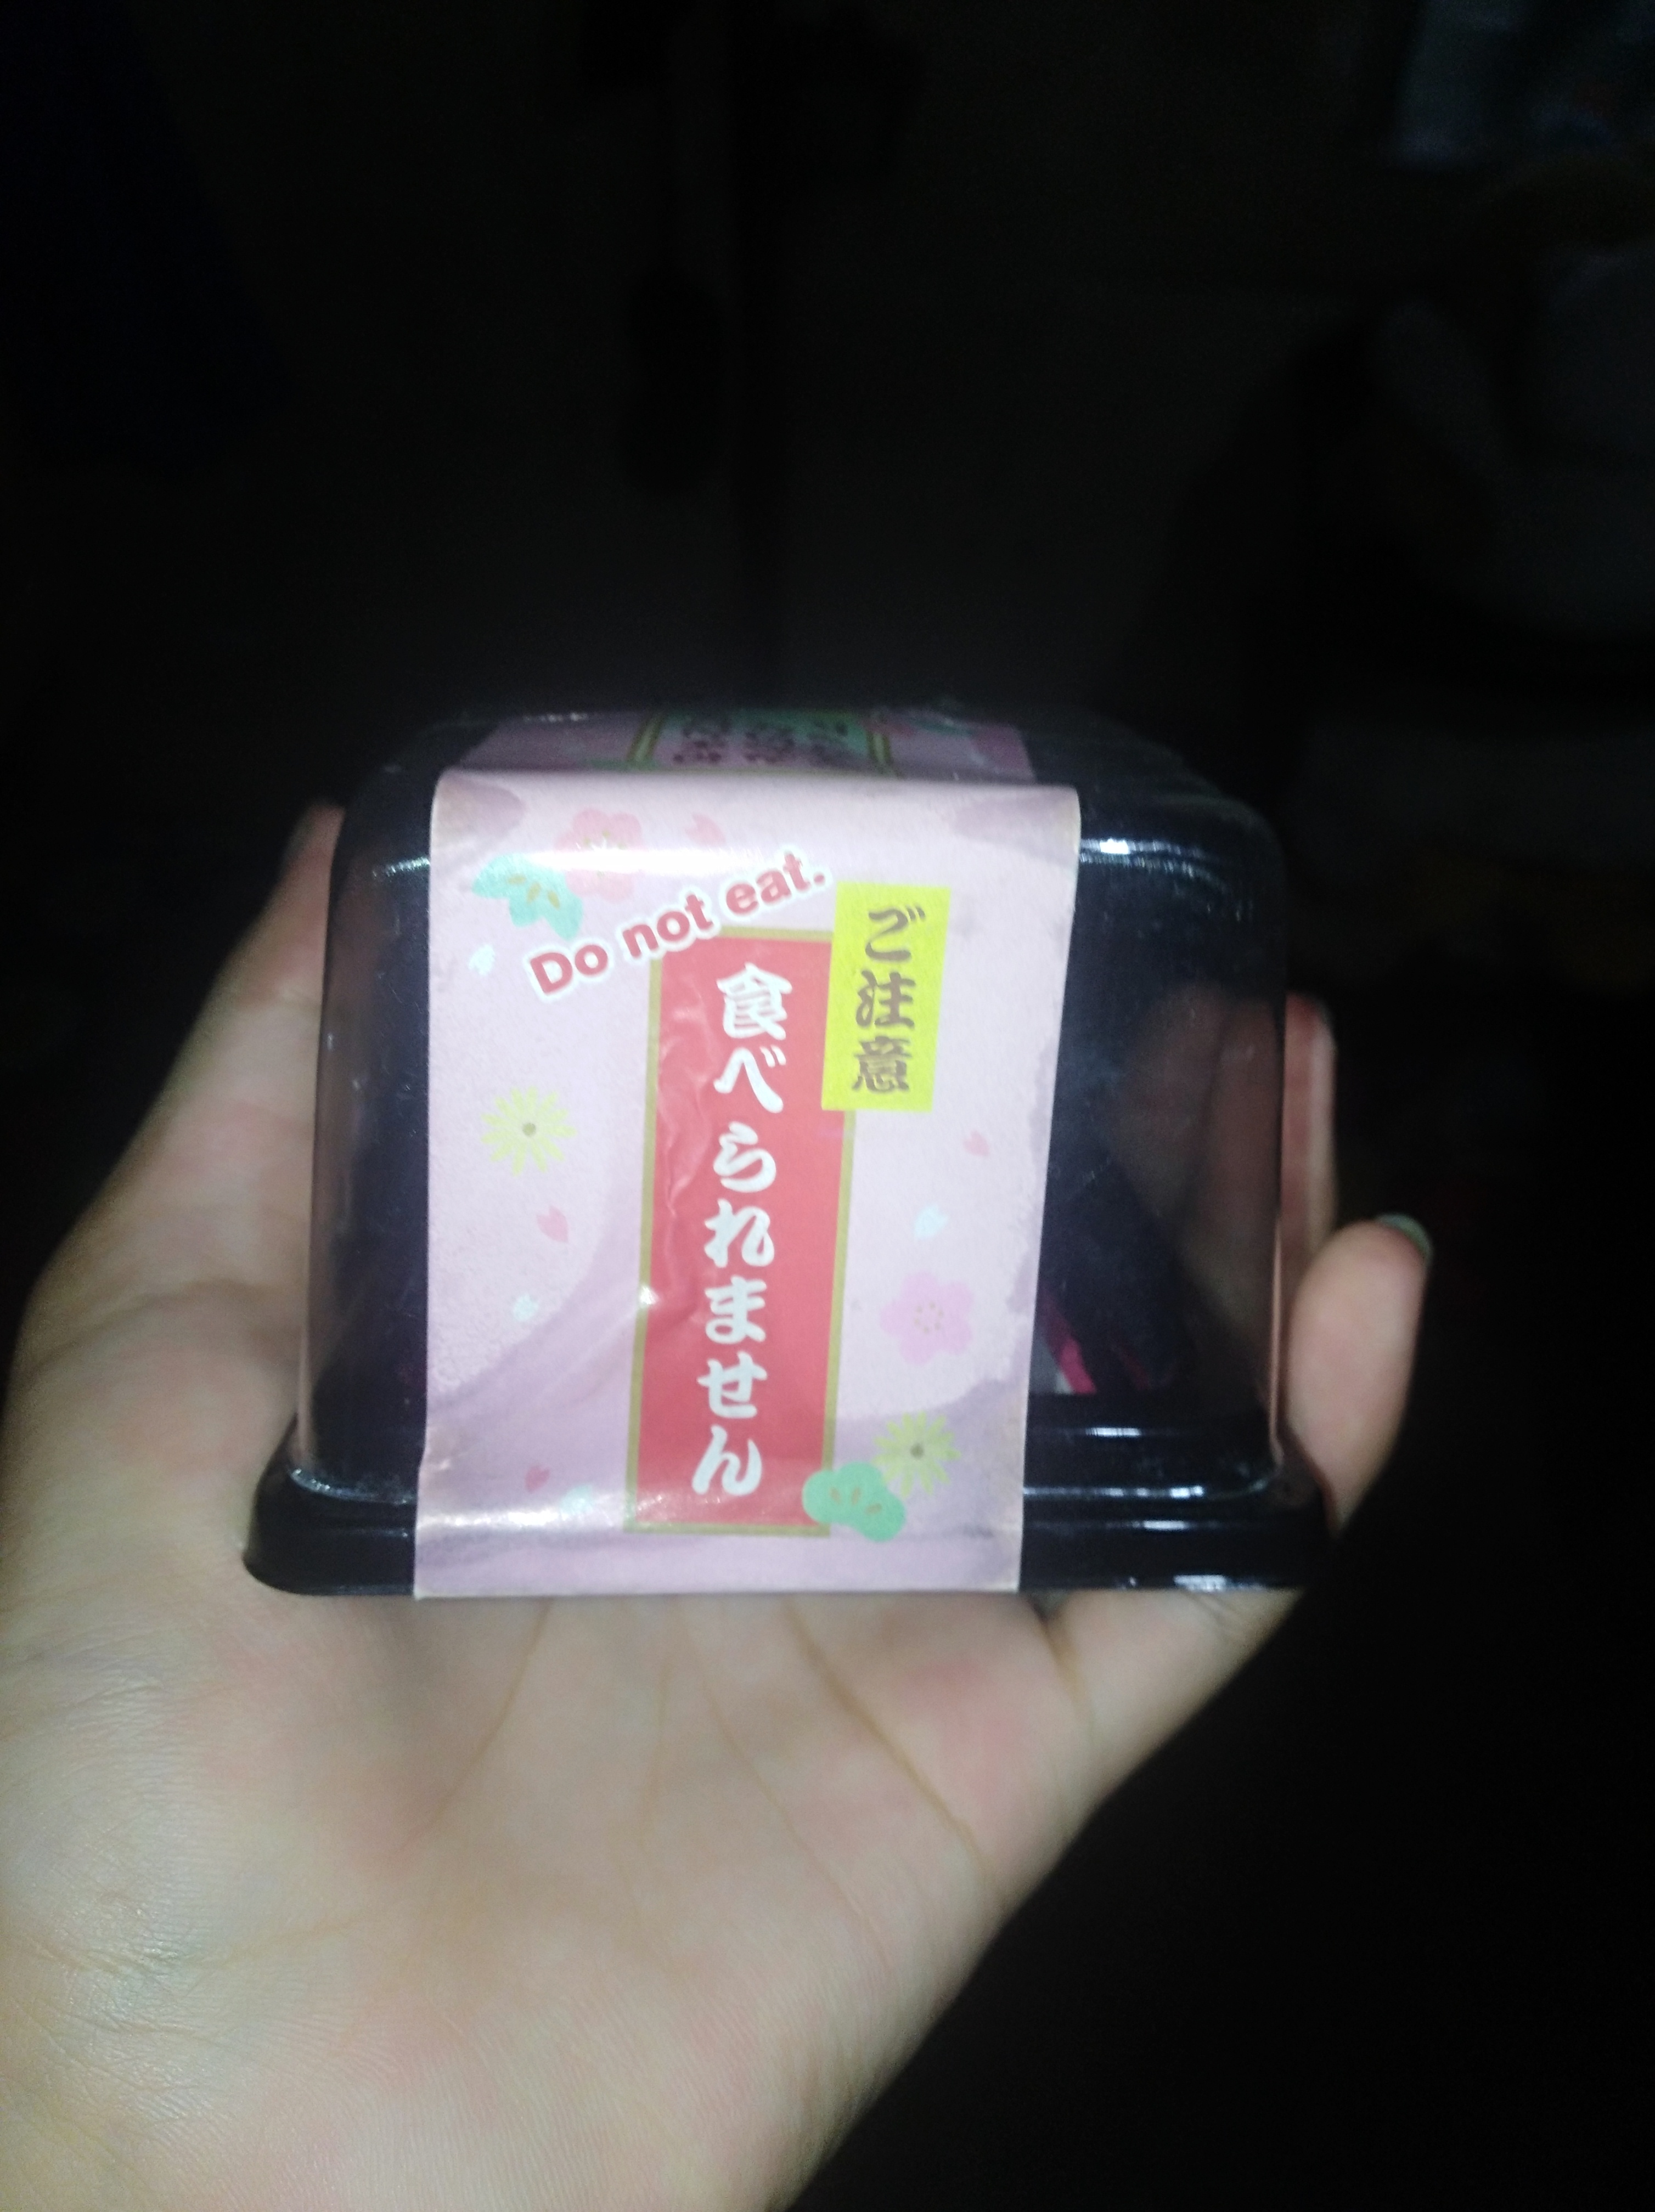 Do not eat.
ご注意
食べられません